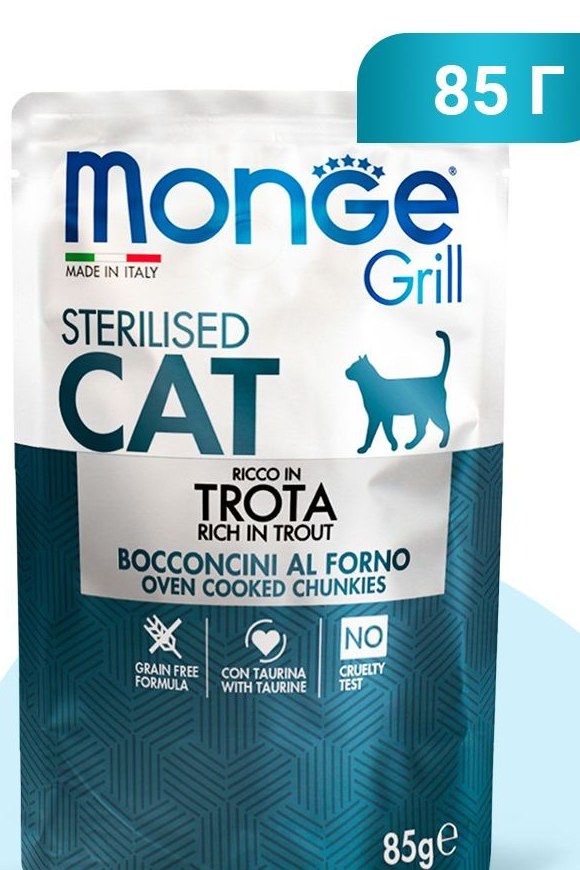 85 Г
monGe®
Grill
MADE IN ITALY
STERILISED
CAT
RICCO IN
TROTA
RICH IN TROUT
BOCCONCINI AL FORNO
OVEN COOKED CHUNKIES
GRAIN FREE
FORMULA
CON TAURINA
WITH TAURINE
NO
CRUELTY
TEST
85g℮